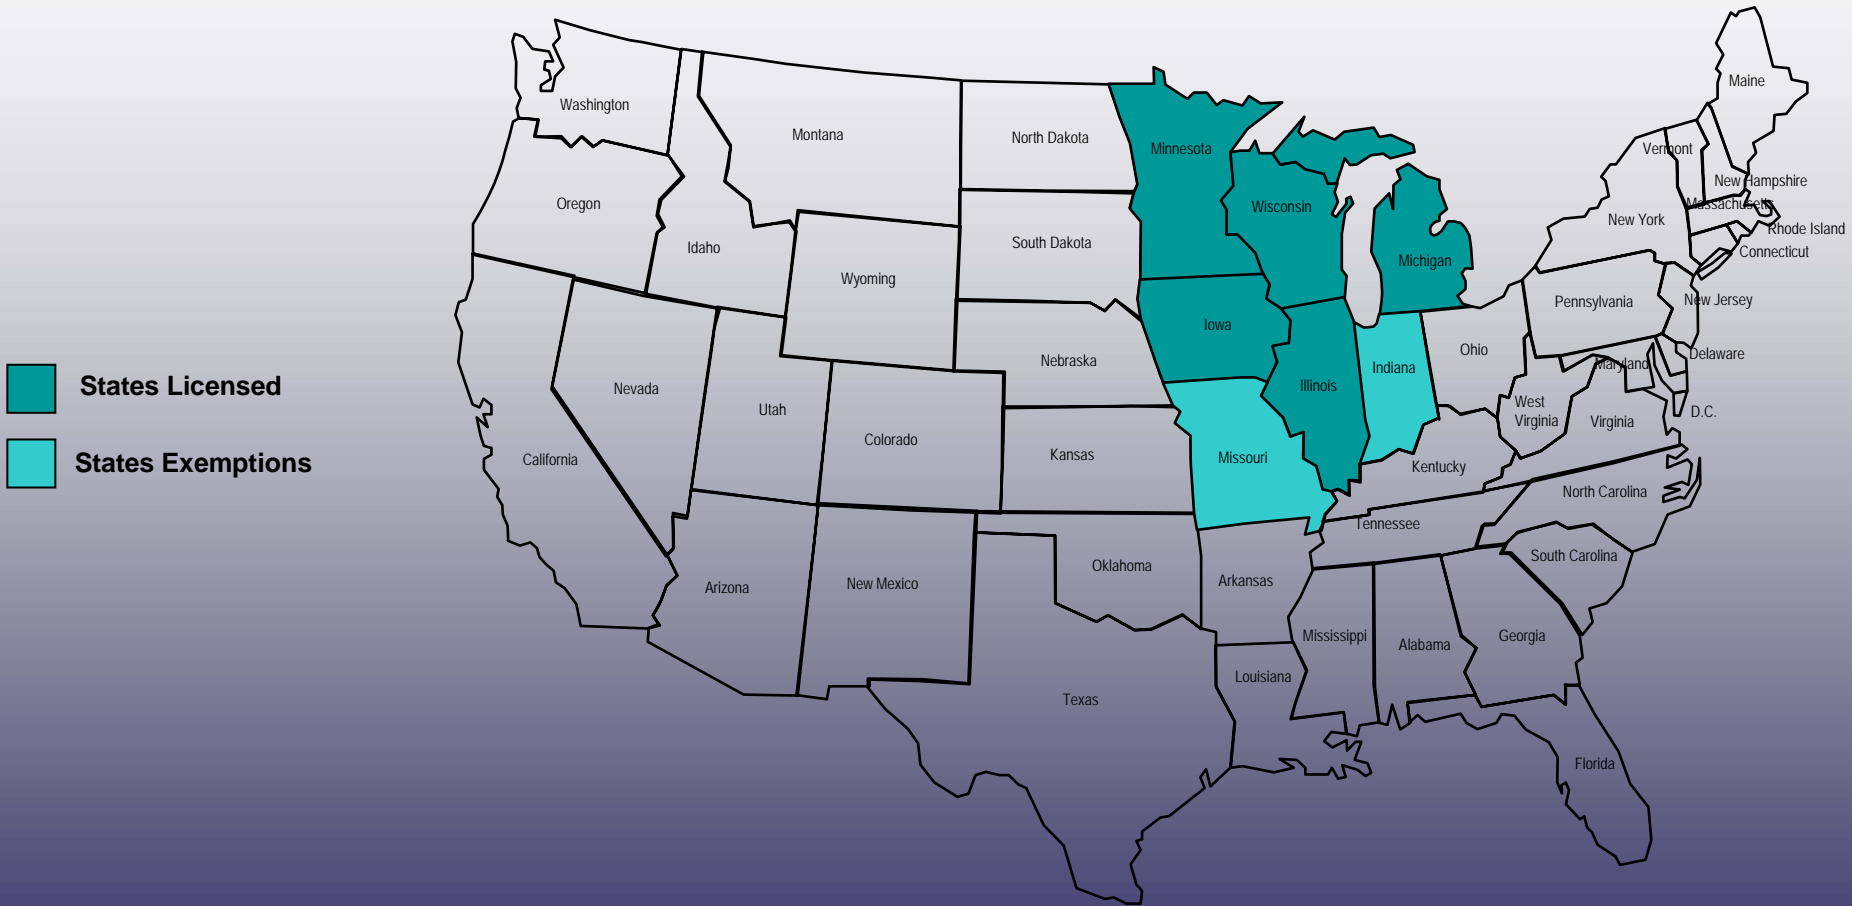 Maine
Washington
Montana
North Dakota
Minnesota
Vermont
New Hampshire
Massachusetts
Oregon
Wisconsin
New York
Rhode Island
Idaho
South Dakota
Connecticut
Michigan
Wyoming
Pennsylvania
New Jersey
Iowa
Ohio
Delaware
Nebraska
Maryland
Indiana
States Licensed
Nevada
Illinois
Utah
West
Virginia
D.C.
Virginia
Colorado
Kansas
California
Missouri
States Exemptions
Kentucky
North Carolina
Tennessee
South Carolina
Oklahoma
Arkansas
New Mexico
Arizona
Mississippi
Georgia
Alabama
Louisiana
Texas
Florida